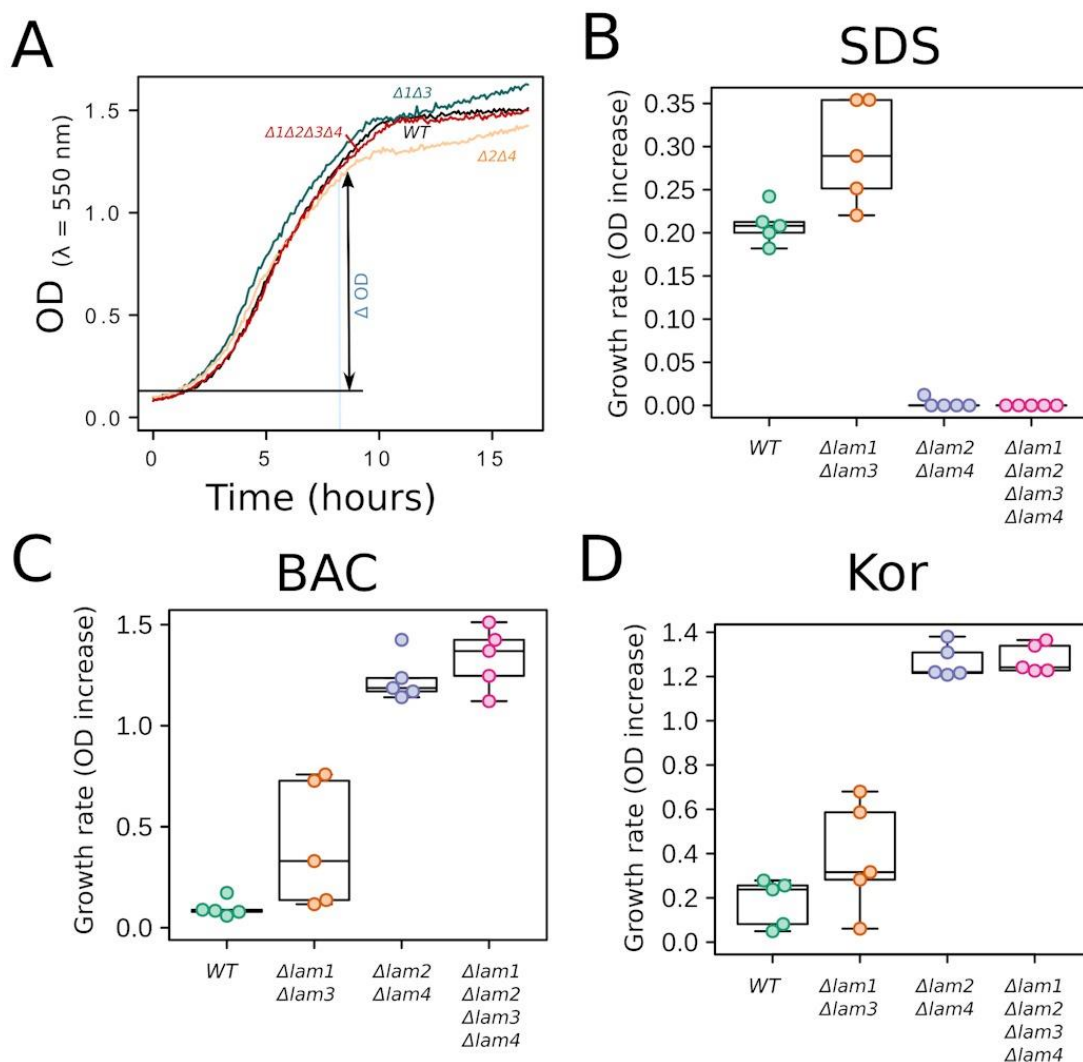 A
OD (λ = 550 nm)
1.5
1.0
0.5
0.0
Δ1Δ3
Δ1Δ2Δ3Δ4
WT
Δ2Δ4
Δ OD
0 5 10 15
Time (hours)
B
SDS
Growth rate (OD increase)
0.35
0.30
0.25
0.20
0.15
0.10
0.05
0.00
WT
Δlam1
Δlam3
Δlam2
Δlam4
Δlam1
Δlam2
Δlam3
Δlam4
C
BAC
Growth rate (OD increase)
1.5
1.0
0.5
0.0
WT
Δlam1
Δlam3
Δlam2
Δlam4
Δlam1
Δlam2
Δlam3
Δlam4
D
Kor
Growth rate (OD increase)
1.4
1.2
1.0
0.8
0.6
0.4
0.2
0.0
WT
Δlam1
Δlam3
Δlam2
Δlam4
Δlam1
Δlam2
Δlam3
Δlam4